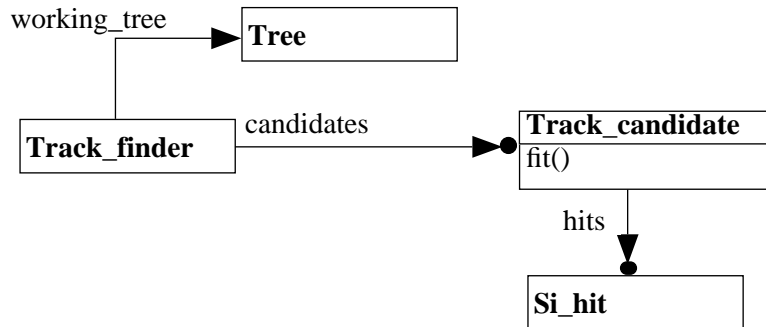 working_tree
Tree
Track_finder
candidates
Track_candidate
fit()
hits
Si_hit